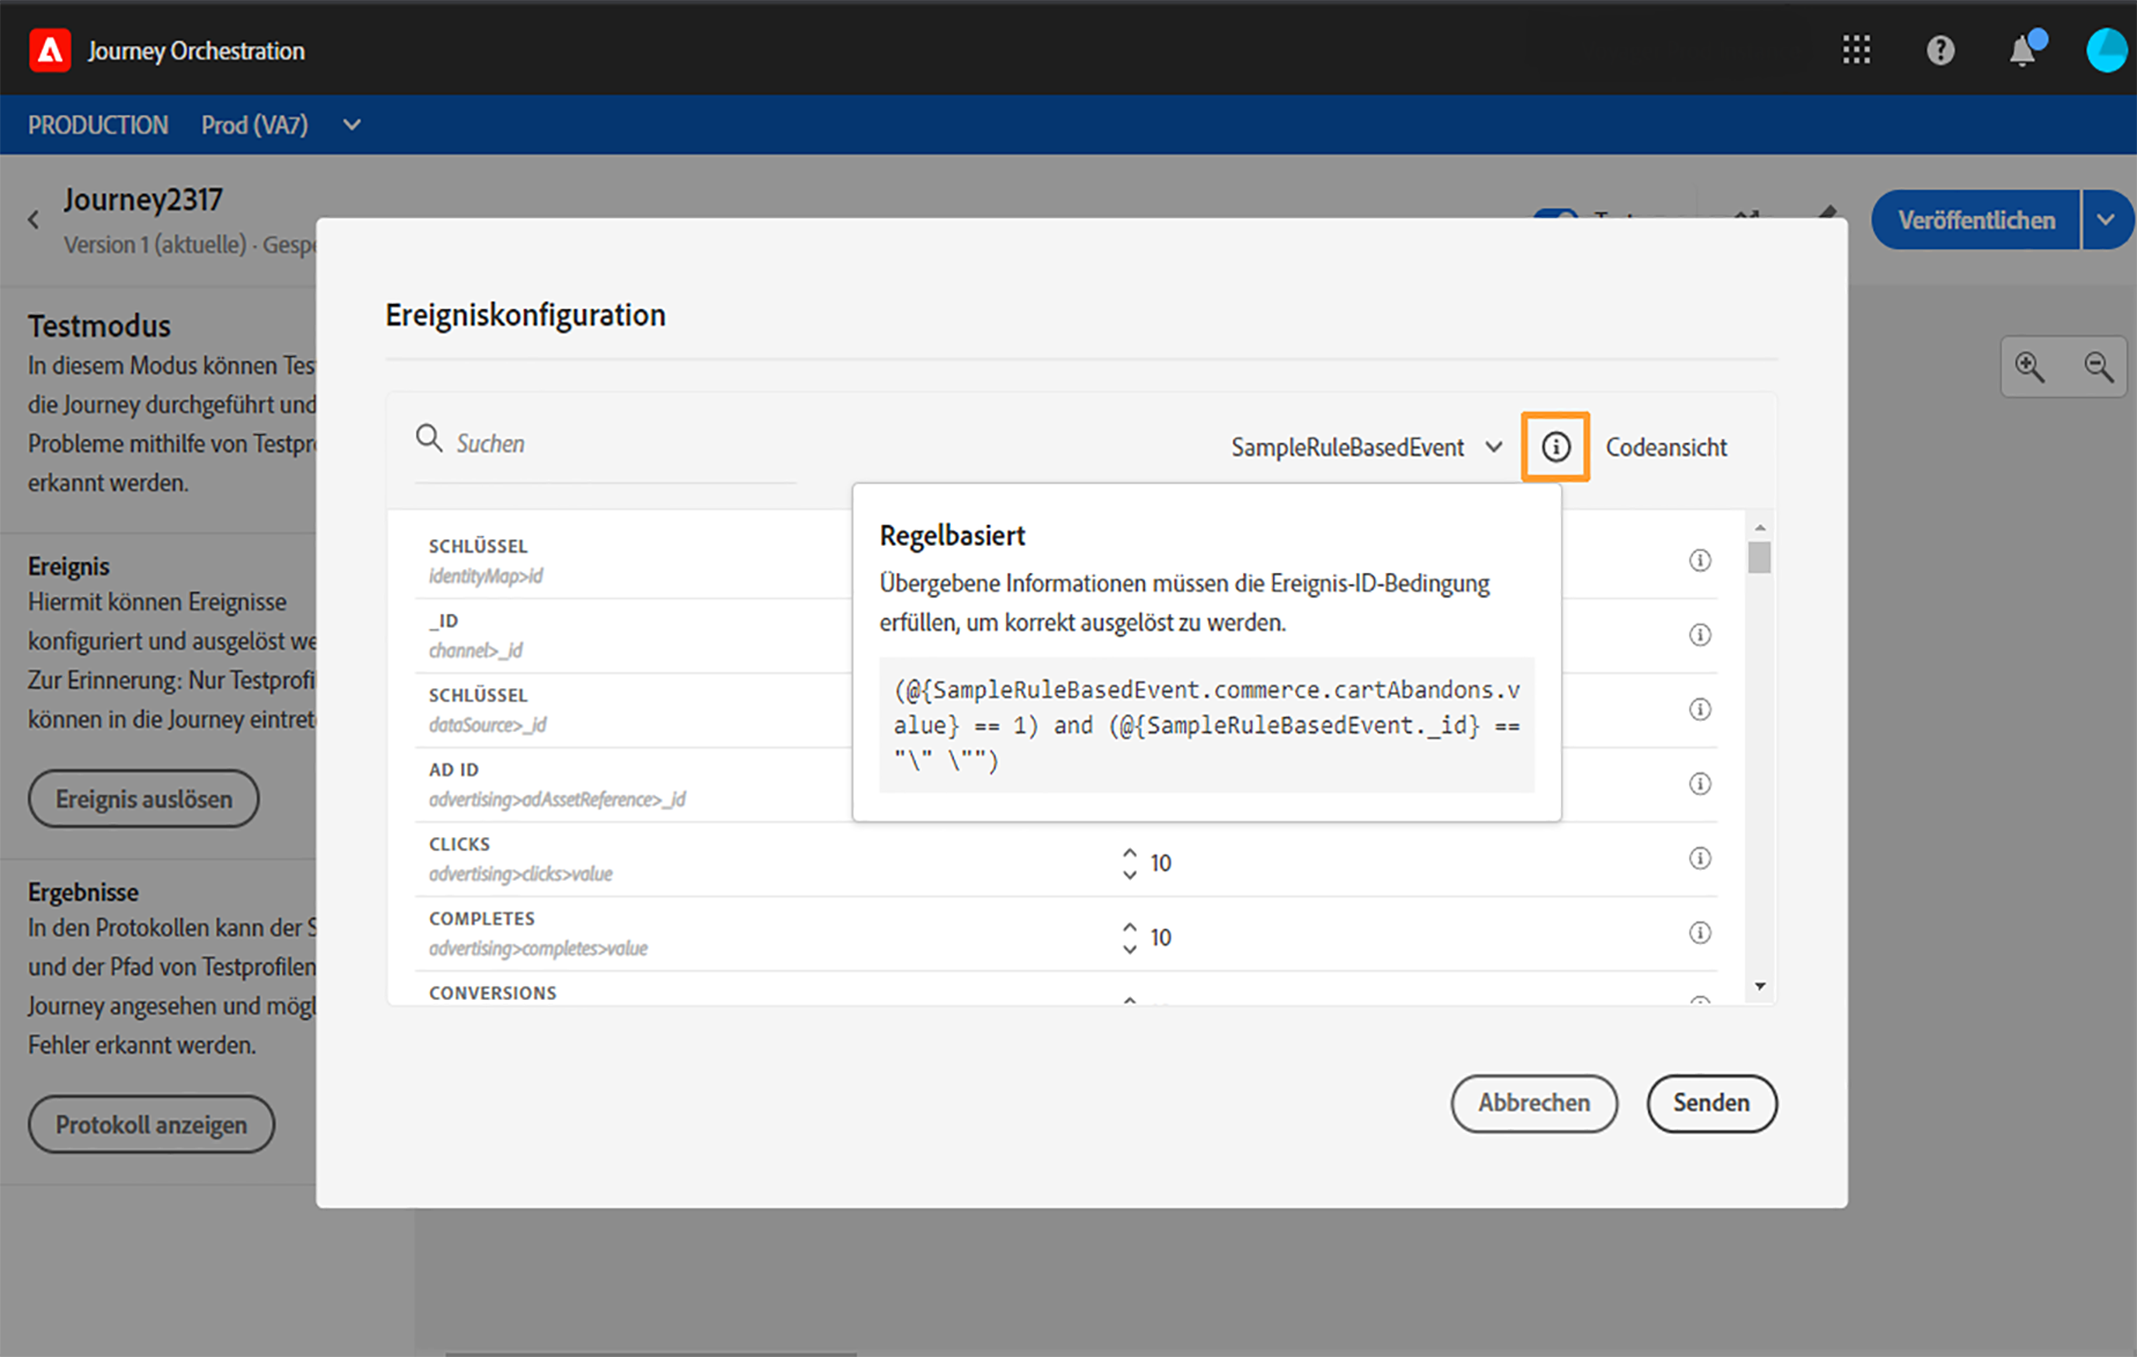 Journey Orchestration
PRODUCTION Prod (VA7)
Journey2317
Version 1 (aktuelle) · Gespe
Veröffentlichen
Testmodus
In diesem Modus können Tes
die Journey durchgeführt und
Probleme mithilfe von Testpr
erkannt werden.
Ereignis
Hiermit können Ereignisse
konfiguriert und ausgelöst we
Zur Erinnerung: Nur Testprofi
können in die Journey eintret
Ereignis auslösen
Ergebnisse
In den Protokollen kann der S
und der Pfad von Testprofilen
Journey angesehen und mögl
Fehler erkannt werden.
Protokoll anzeigen
Ereigniskonfiguration
Suchen
SampleRuleBasedEvent
Codeansicht
SCHLÜSSEL
identityMap>id
_ID
channel>_id
SCHLÜSSEL
dataSource>_id
AD ID
advertising>adAssetReference>_id
CLICKS
advertising>clicks>value
10
COMPLETES
advertising>completes>value
10
CONVERSIONS
Regelbasiert
Übergebene Informationen müssen die Ereignis-ID-Bedingung
erfüllen, um korrekt ausgelöst zu werden.
(@{SampleRuleBasedEvent.commerce.cartAbandons.v
alue} == 1) and (@{SampleRuleBasedEvent._id} ==
"\" \"")
Abbrechen
Senden